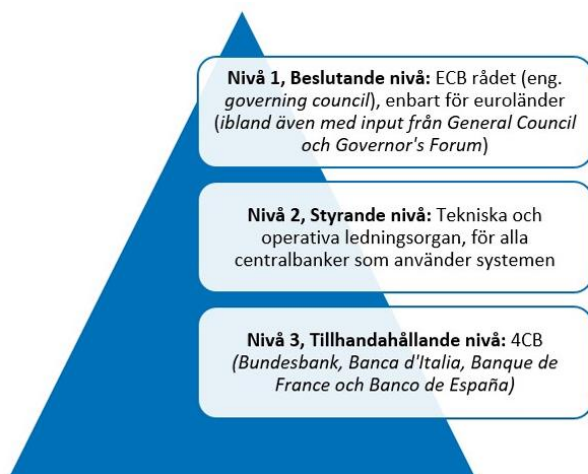 Nivå 1, Beslutande nivå: ECB rådet (eng.
governing council), enbart för euroländer
(ibland även med input från General Council
och Governor's Forum)
Nivå 2, Styrande nivå: Tekniska och
operativa ledningsorgan, för alla
centralbanker som använder systemen
Nivå 3, Tillhandahållande nivå: 4CB
(Bundesbank, Banca d'Italia, Banque de
France och Banco de España)